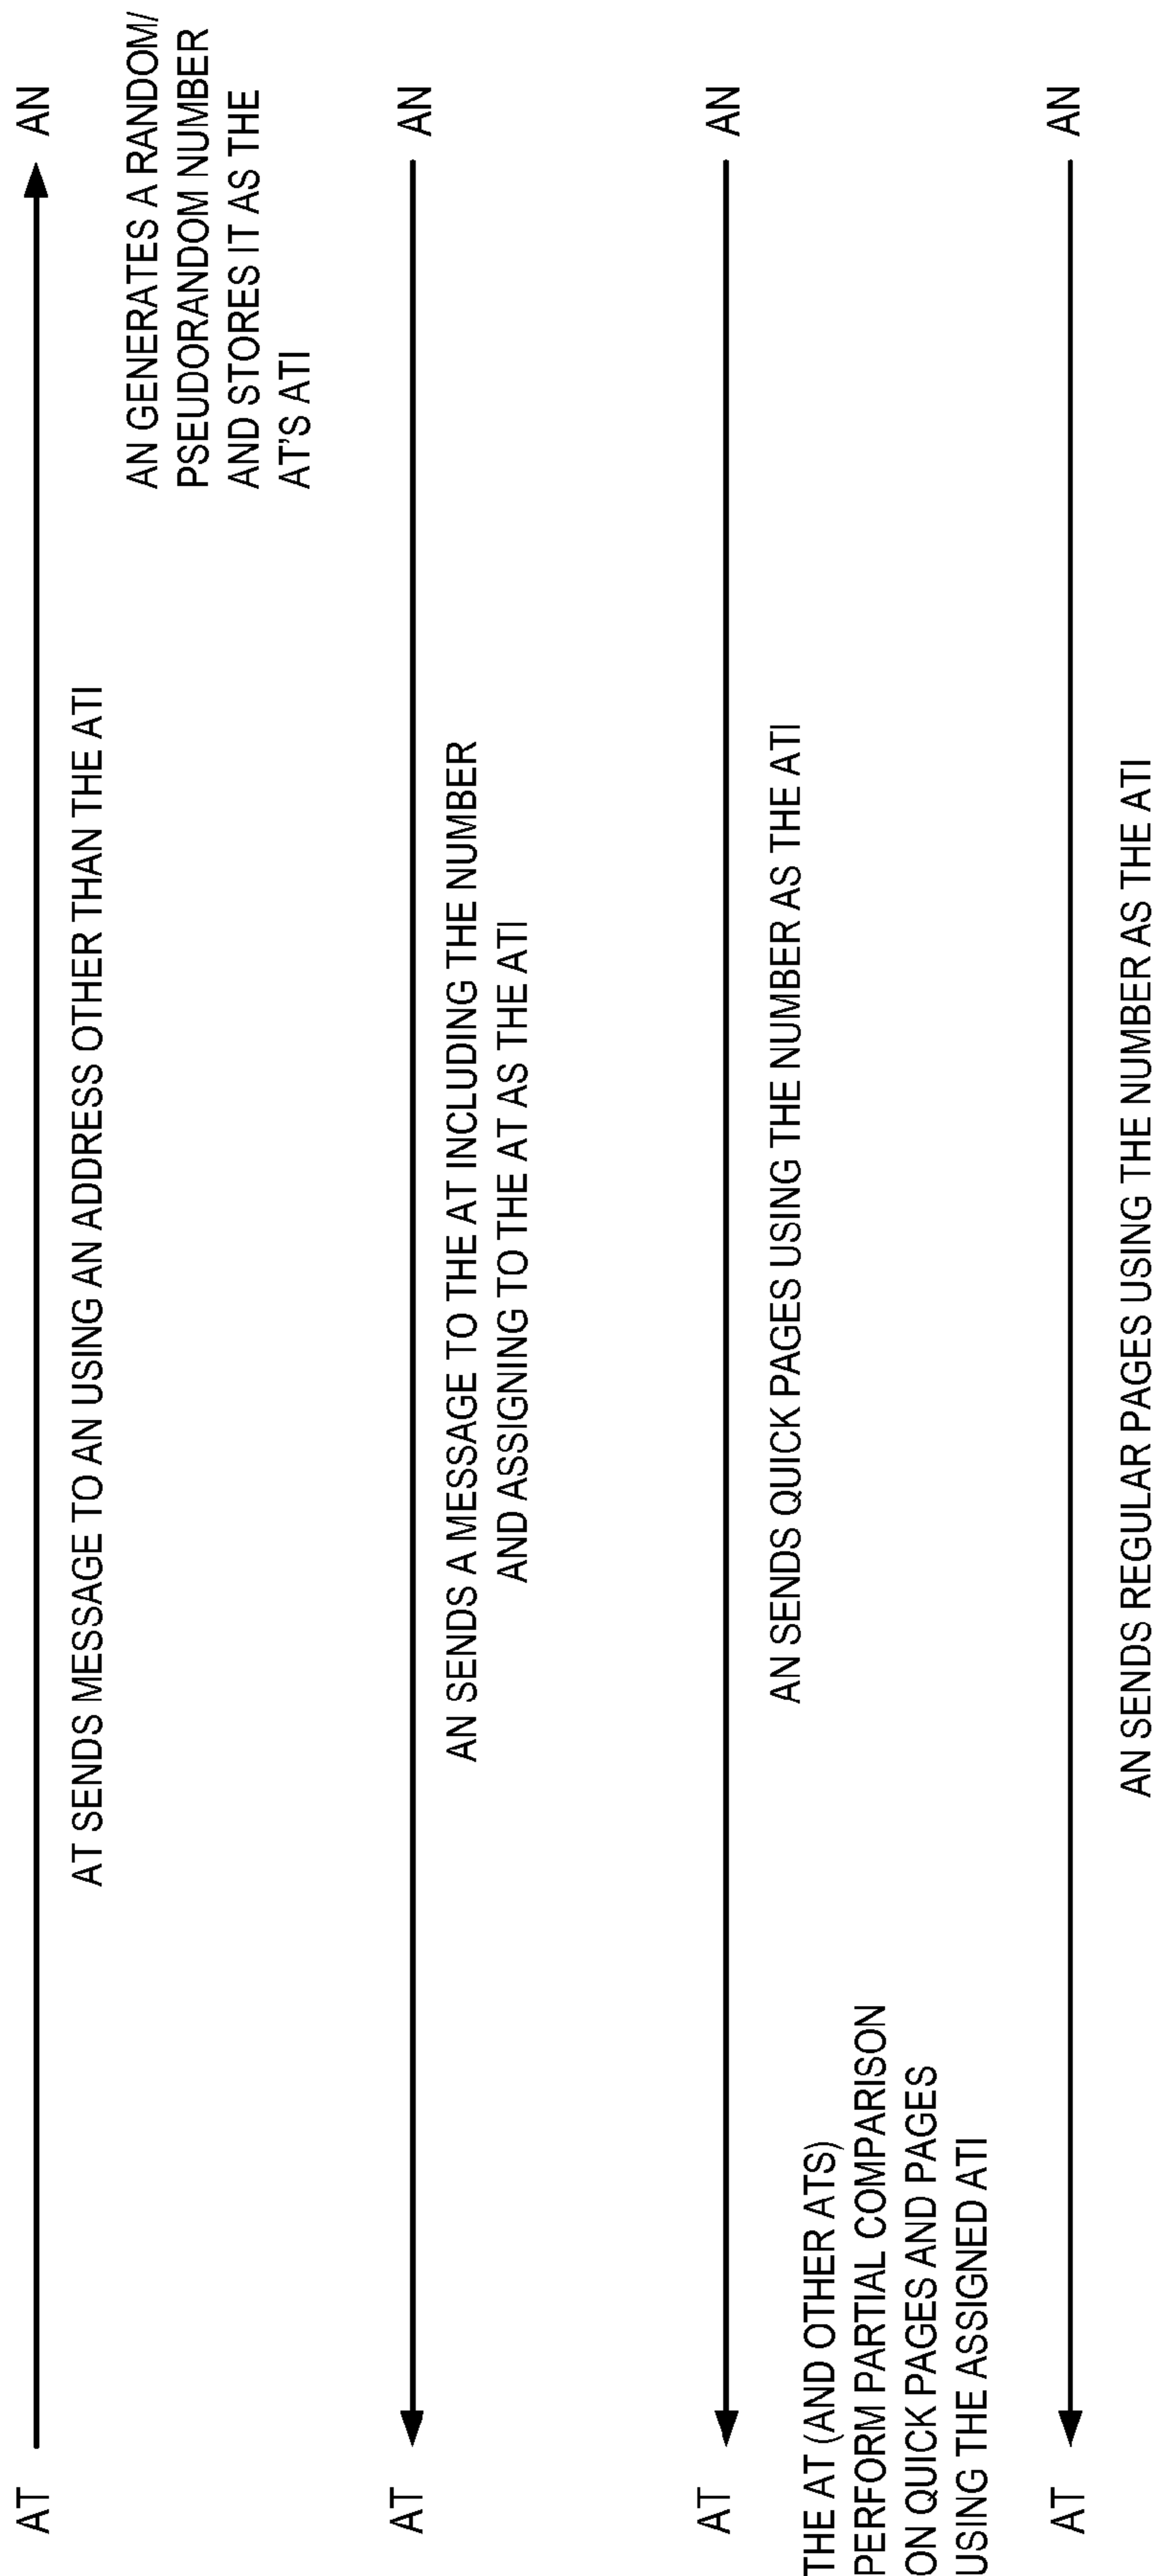 AT
AN
AT SENDS MESSAGE TO AN USING AN ADDRESS OTHER THAN THE ATI
AN GENERATES A RANDOM/
PSEUDORANDOM NUMBER
AND STORES IT AS THE
AT'S ATI
AT
AN
AN SENDS A MESSAGE TO THE AT INCLUDING THE NUMBER
AND ASSIGNING TO THE AT AS THE ATI
AT
AN
AN SENDS QUICK PAGES USING THE NUMBER AS THE ATI
THE AT (AND OTHER ATS)
PERFORM PARTIAL COMPARISON
ON QUICK PAGES AND PAGES
USING THE ASSIGNED ATI
AT
AN
AN SENDS REGULAR PAGES USING THE NUMBER AS THE ATI